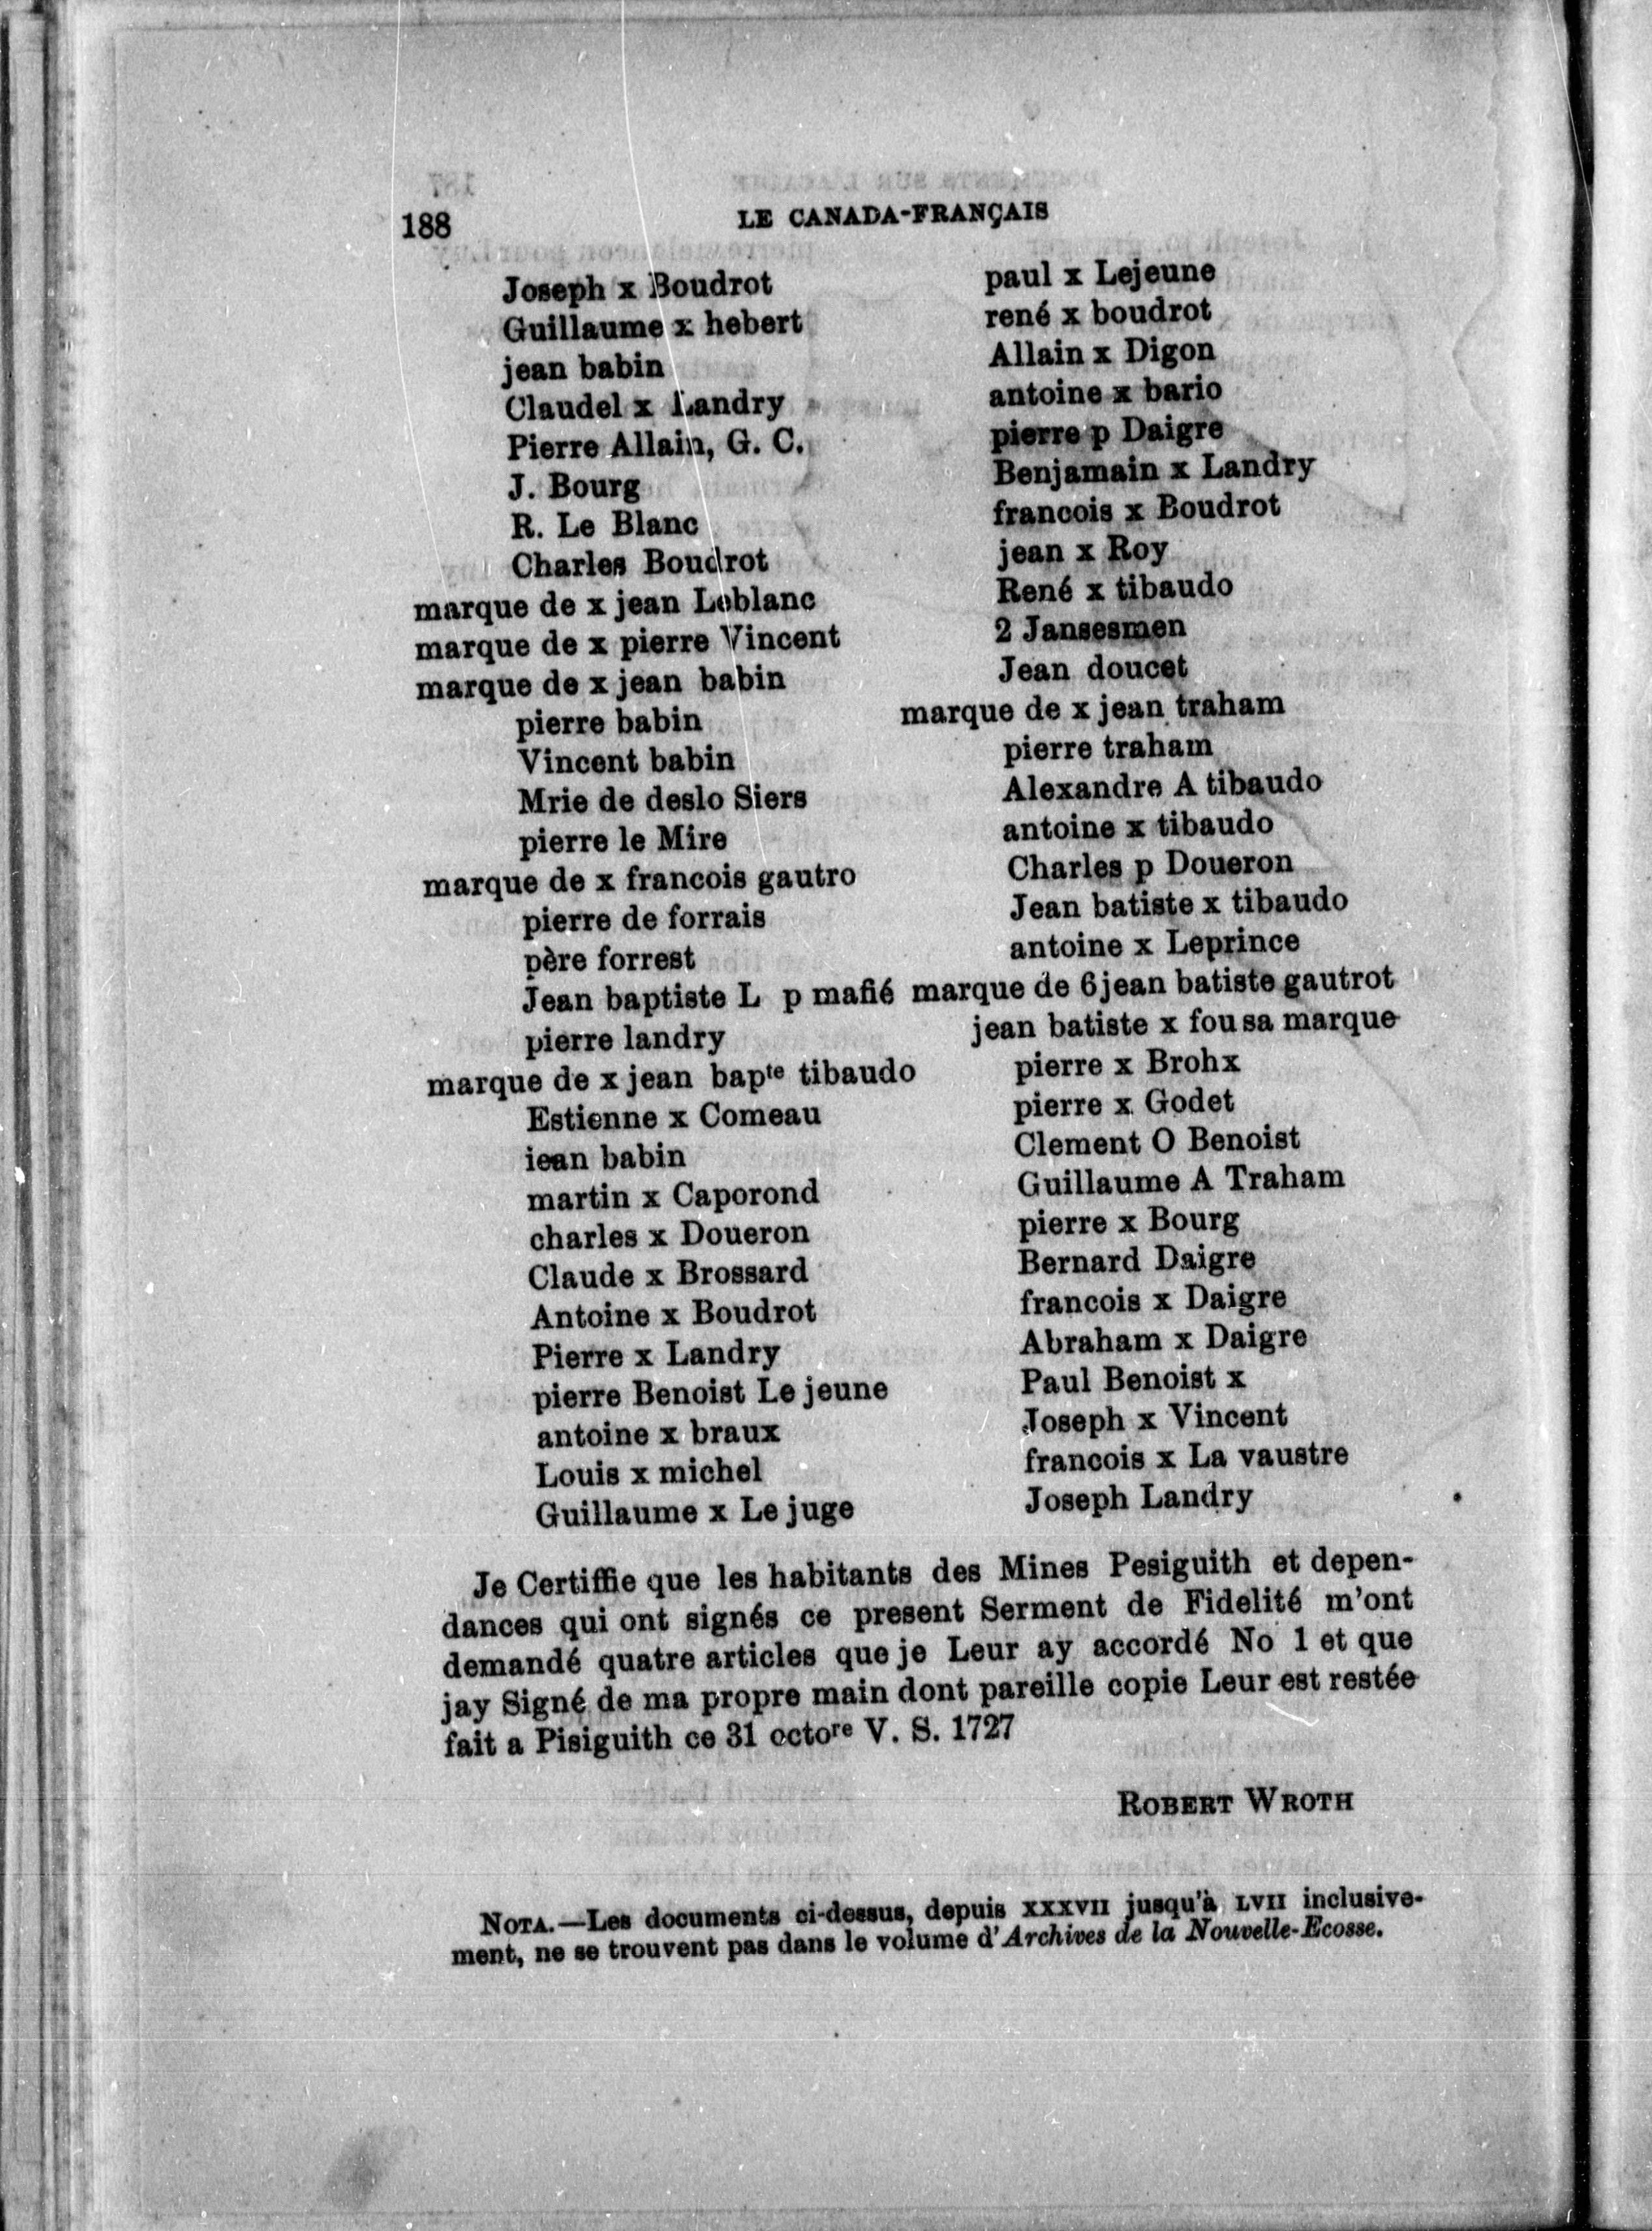 188
LE CANADA-FRANÇAIS
Joseph x Boudrot
Guillaume x hebert
jean babin
Claudel x Landry
Pierre Allain, G. C.
J. Bourg
R. Le Blanc
Charles Boudrot
marque de x jean Leblanc
marque de x pierre Vincent
marque de x jean babin
pierre babin
Vincent babin
Mrie de deslo Siers
pierre le Mire
marque de x francois gautro
pierre de forrais
père forrest
Jean baptiste L p mafié
pierre landry
marque de x jean bapte tibaudo
Estienne x Comeau
iean babin
martin x Caporond
charles x Doueron
Claude x Brossard
Antoine x Boudrot
Pierre x Landry
pierre Benoist Le jeune
antoine x braux
Louis x michel
Guillaume x Le juge
paul x Lejeune
rené x boudrot
Allain x Digon
antoine x bario
pierre p Daigre
Benjamain x Landry
francois x Boudrot
jean x Roy
René x tibaudo
2 Jansesmen
Jean doucet
marque de x jean traham
pierre traham
Alexandre A tibaudo
antoine x tibaudo
Charles p Doueron
Jean batiste x tibaudo
antoine x Leprince
marque de 6 jean batiste gautrot
jean batiste x fou sa marque
pierre x Brohx
pierre x Godet
Clement O Benoist
Guillaume A Traham
pierre x Bourg
Bernard Daigre
francois x Daigre
Abraham x Daigre
Paul Benoist x
Joseph x Vincent
francois x La vaustre
Joseph Landry
Je Certiffie que les habitants des Mines Pesiguith et depen-
dances qui ont signés ce present Serment de Fidelité m'ont
demandé quatre articles que je Leur ay accordé No 1 et que
jay Signé de ma propre main dont pareille copie Leur est restée
fait a Pisiguith ce 31 octore V. S. 1727
ROBERT WROTH
NOTA.—Les documents ci-dessus, depuis XXXVII jusqu'à LVII inclusive-
ment, ne se trouvent pas dans le volume d'Archives de la Nouvelle-Ecosse.